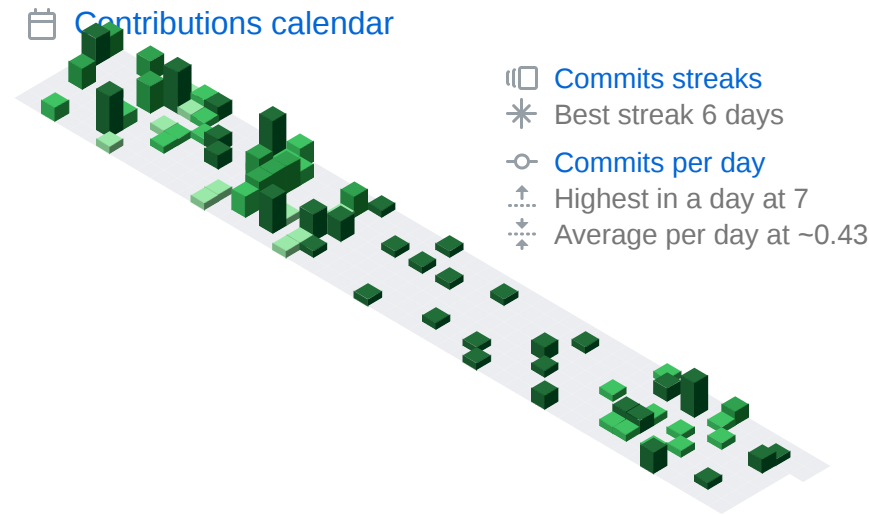 Contributions calendar
Commits streaks
Best streak 6 days
Commits per day
Highest in a day at 7
Average per day at ~0.43